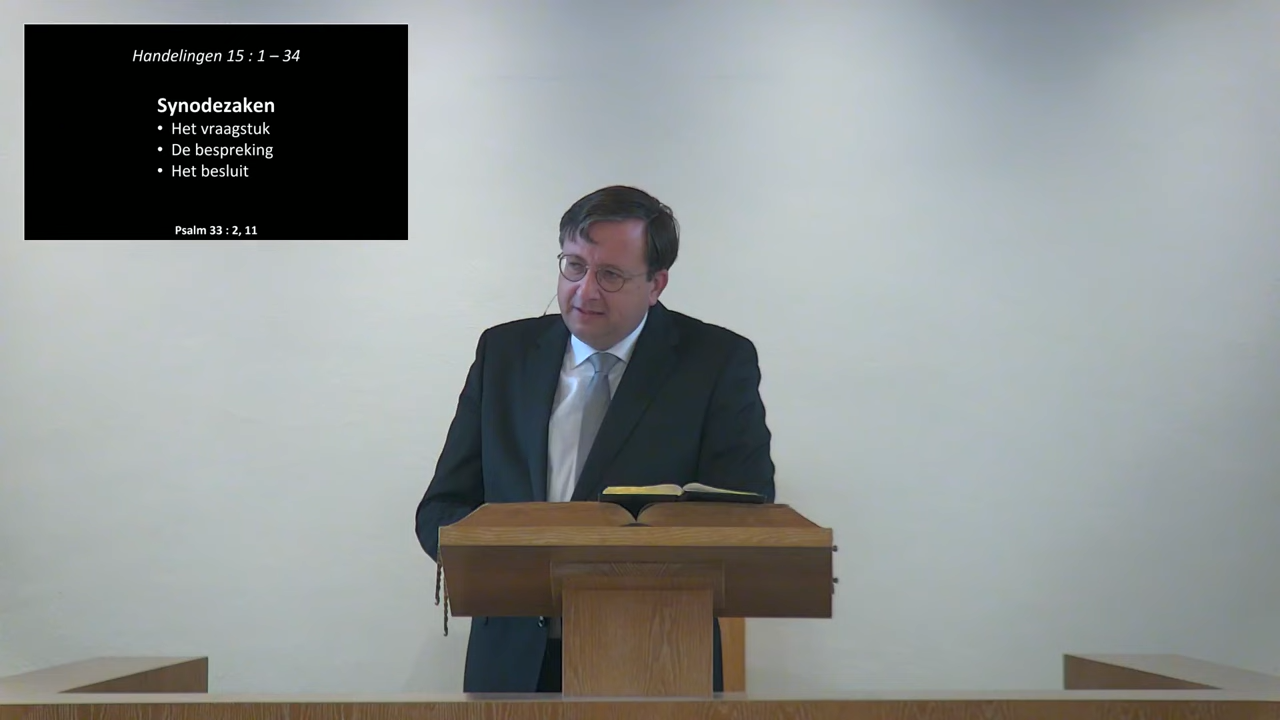 Handelingen 15 : 1 – 34
Synodezaken
• Het vraagstuk
• De bespreking
• Het besluit
Psalm 33 : 2, 11